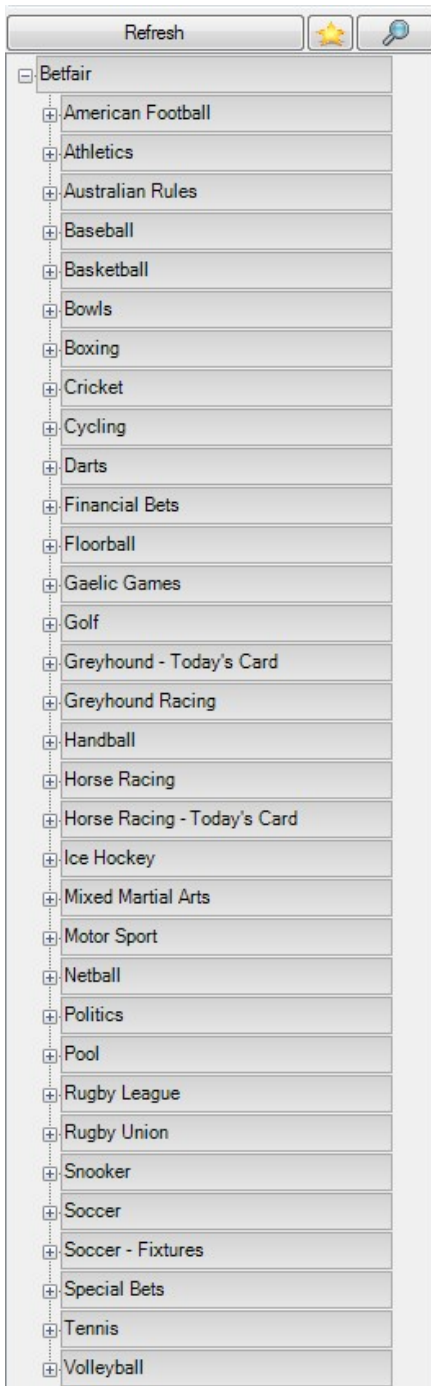 Refresh
Betfair
American Football
Athletics
Australian Rules
Baseball
Basketball
Bowls
Boxing
Cricket
Cycling
Darts
Financial Bets
Floorball
Gaelic Games
Golf
Greyhound - Today's Card
Greyhound Racing
Handball
Horse Racing
Horse Racing - Today's Card
Ice Hockey
Mixed Martial Arts
Motor Sport
Netball
Politics
Pool
Rugby League
Rugby Union
Snooker
Soccer
Soccer - Fixtures
Special Bets
Tennis
Volleyball